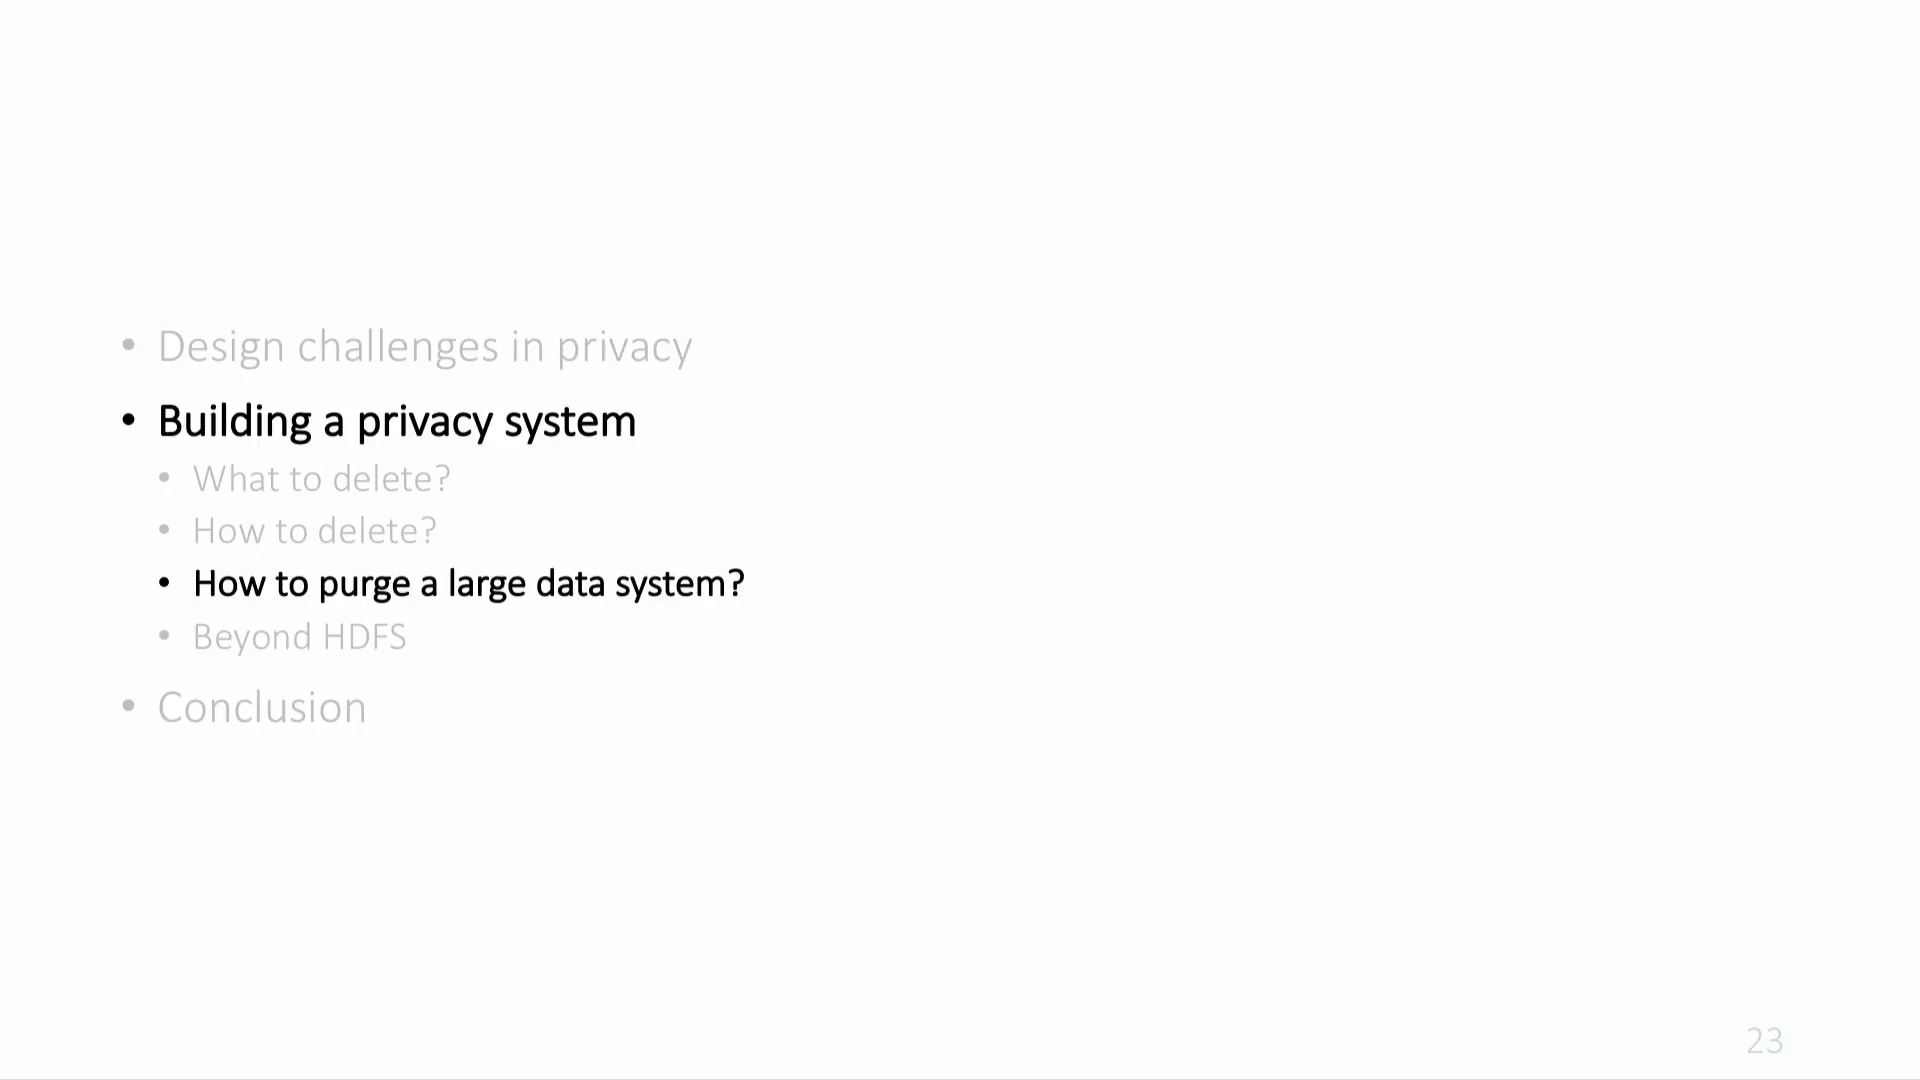 • Design challenges in privacy
• Building a privacy system
• What to delete?
• How to delete?
• How to purge a large data system?
• Beyond HDFS
• Conclusion
23